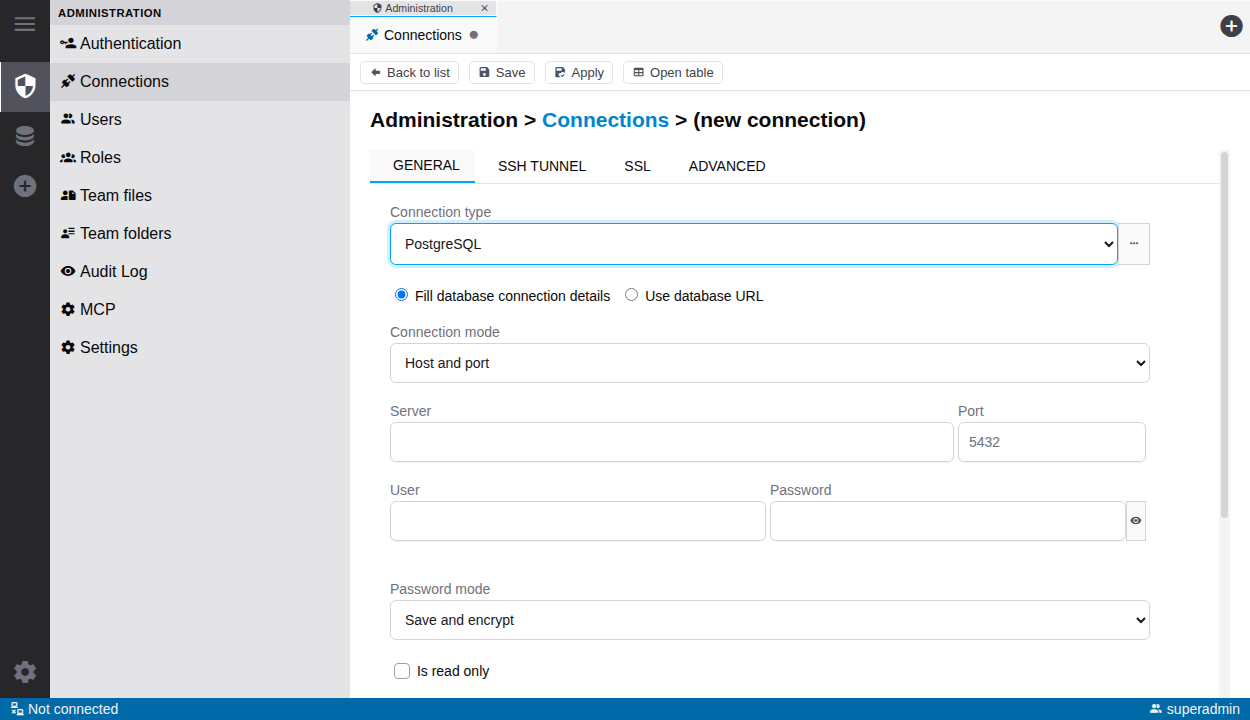 ADMINISTRATION
Authentication
Connections
Users
Roles
Team files
Team folders
Audit Log
MCP
Settings
Administration
Connections
Back to list Save Apply Open table
Administration > Connections > (new connection)
GENERAL SSH TUNNEL SSL ADVANCED
Connection type
PostgreSQL
Fill database connection details Use database URL
Connection mode
Host and port
Server Port
5432
User Password
Password mode
Save and encrypt
Is read only
Not connected superadmin